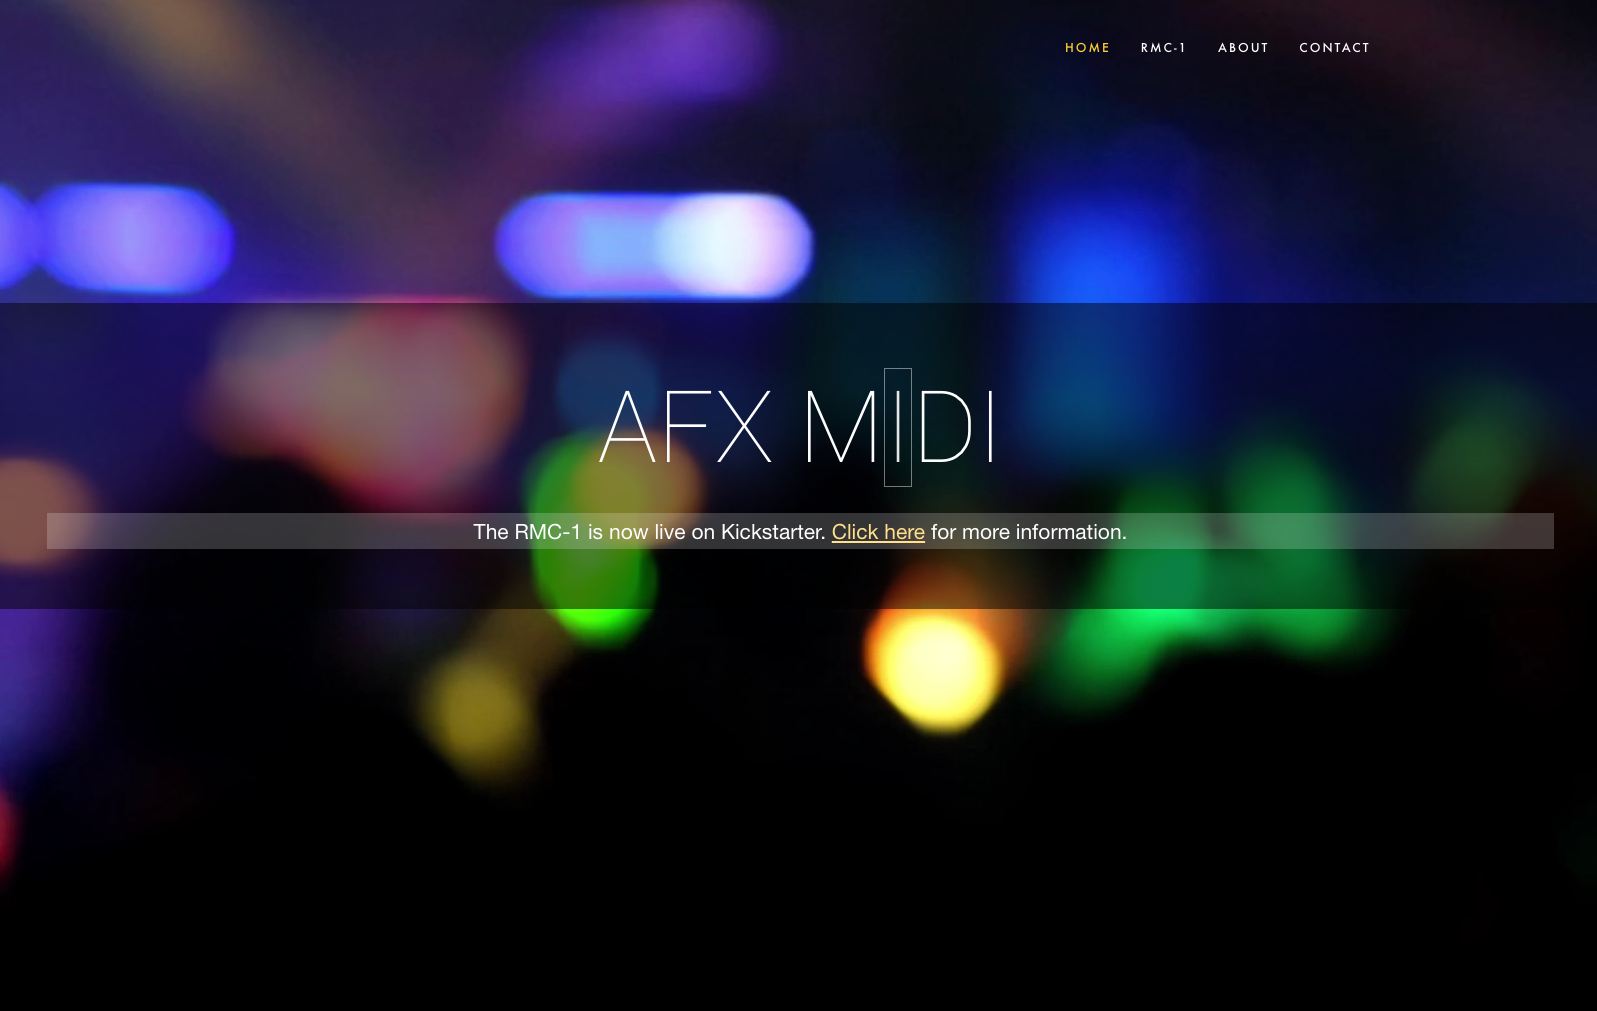 HOME RMC-1 ABOUT CONTACT
AFX MIDI
The RMC-1 is now live on Kickstarter. Click here for more information.